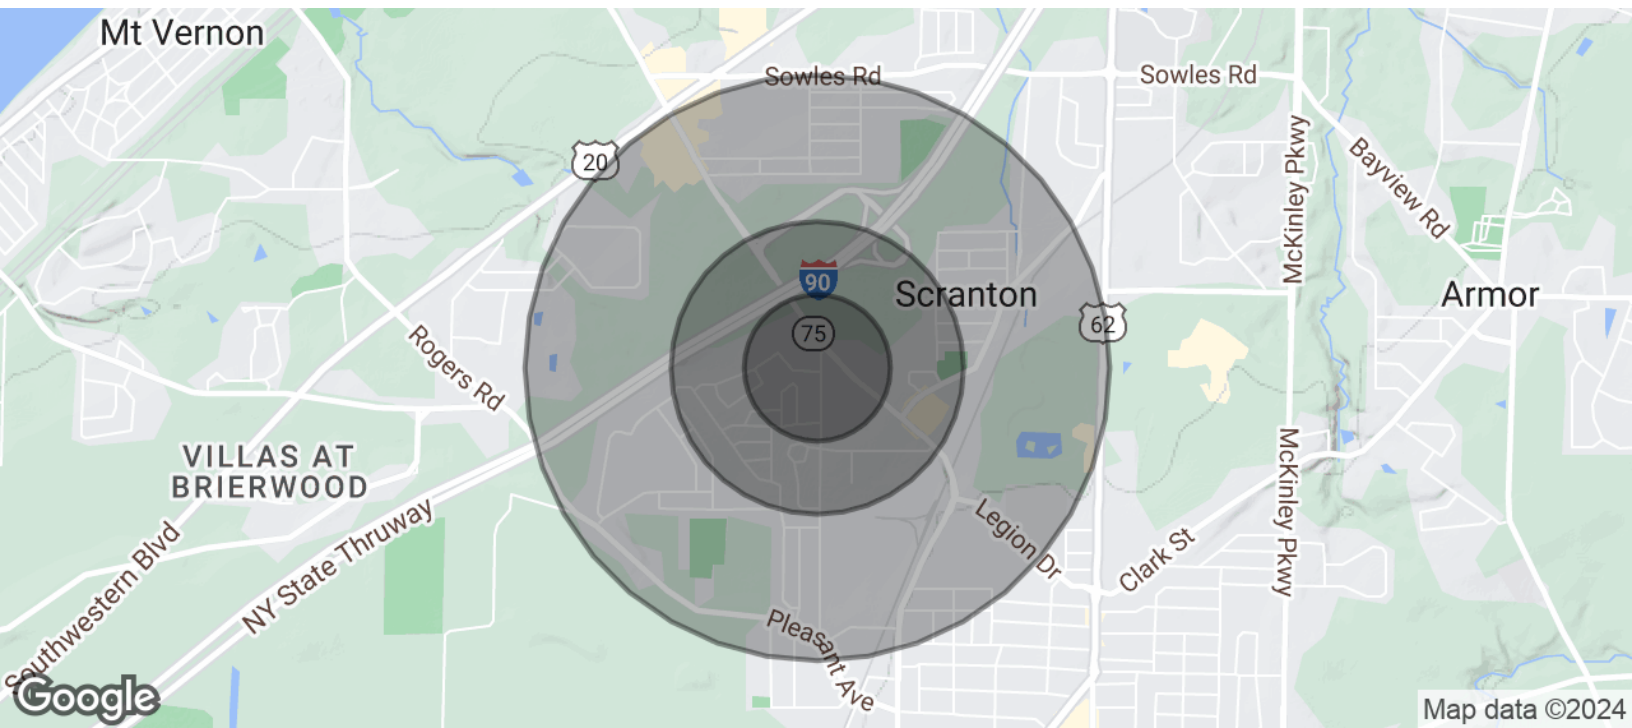 Mt Vernon
Sowles Rd
Sowles Rd
20
McKinley Pkwy
Bayview Rd
90
Scranton
Armor
75
62
Rogers Rd
VILLAS AT
BRIERWOOD
McKinley Pkwy
NY State Thruway
Legion Dr
Clark St
Southwestern Blvd
Pleasant Ave
Google
Map data ©2024